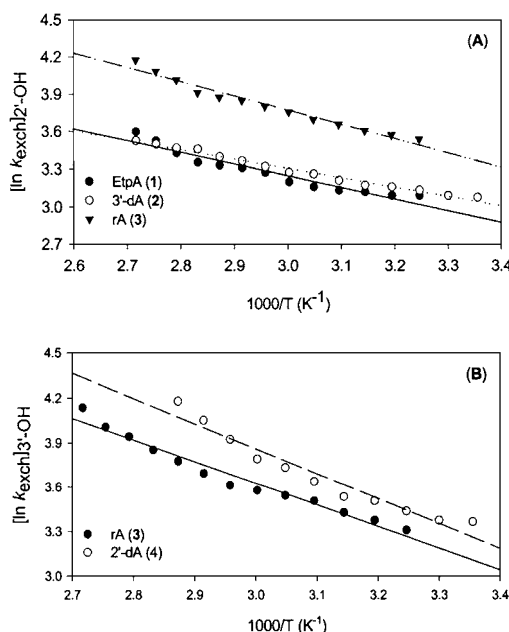 (A)
4.5
4.2
3.9
3.6
3.3
3.0
2.7
[ln kexch]2'-OH
EtpA (1)
3'-dA (2)
rA (3)
2.6 2.7 2.8 2.9 3.0 3.1 3.2 3.3 3.4
1000/T (K-1)
(B)
4.5
4.2
3.9
3.6
3.3
3.0
[ln kexch]3'-OH
rA (3)
2'-dA (4)
2.7 2.8 2.9 3.0 3.1 3.2 3.3 3.4
1000/T (K-1)